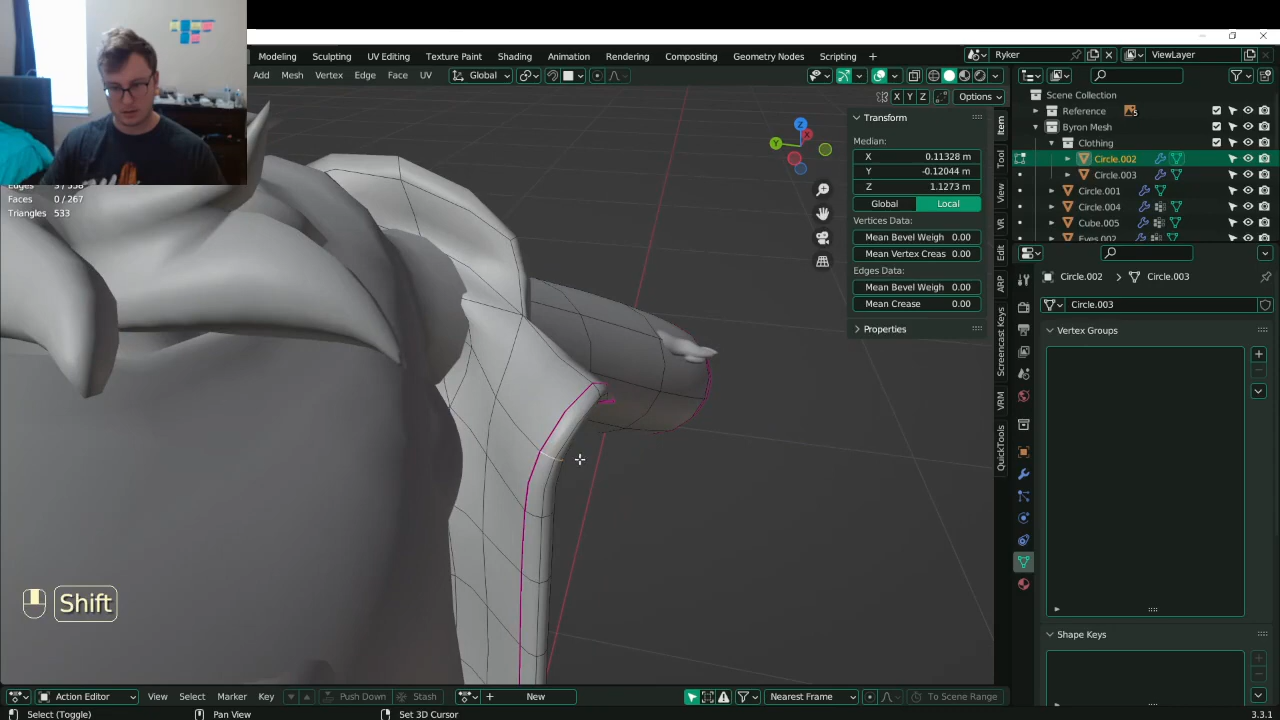 Modeling Sculpting UV Editing Texture Paint Shading Animation Rendering Compositing Geometry Nodes Scripting + Ryker ViewLayer
Add Mesh Vertex Edge Face UV Global
X Y Z Options
Scene Collection
Reference 5
Byron Mesh
Clothing
Circle.002
Circle.003
Circle.001
Circle.004
Cube.005
Eyes.002
Transform
Median:
X 0.11328 m
Y -0.12044 m
Z 1.1273 m
Global Local
Vertices Data:
Mean Bevel Weigh 0.00
Mean Vertex Creas 0.00
Edges Data:
Mean Bevel Weigh 0.00
Mean Crease 0.00
Properties
Item
Tool
View
VR
Edit
ARP
Screencast Keys
VRM
QuickTools
Z
Y
X
Faces 0/267
Triangles 533
Circle.002 > Circle.003
Circle.003
Vertex Groups
Shape Keys
Shift
Action Editor View Select Marker Key Push Down Stash New Nearest Frame To Scene Range
Select (Toggle) Pan View Set 3D Cursor 3.3.1